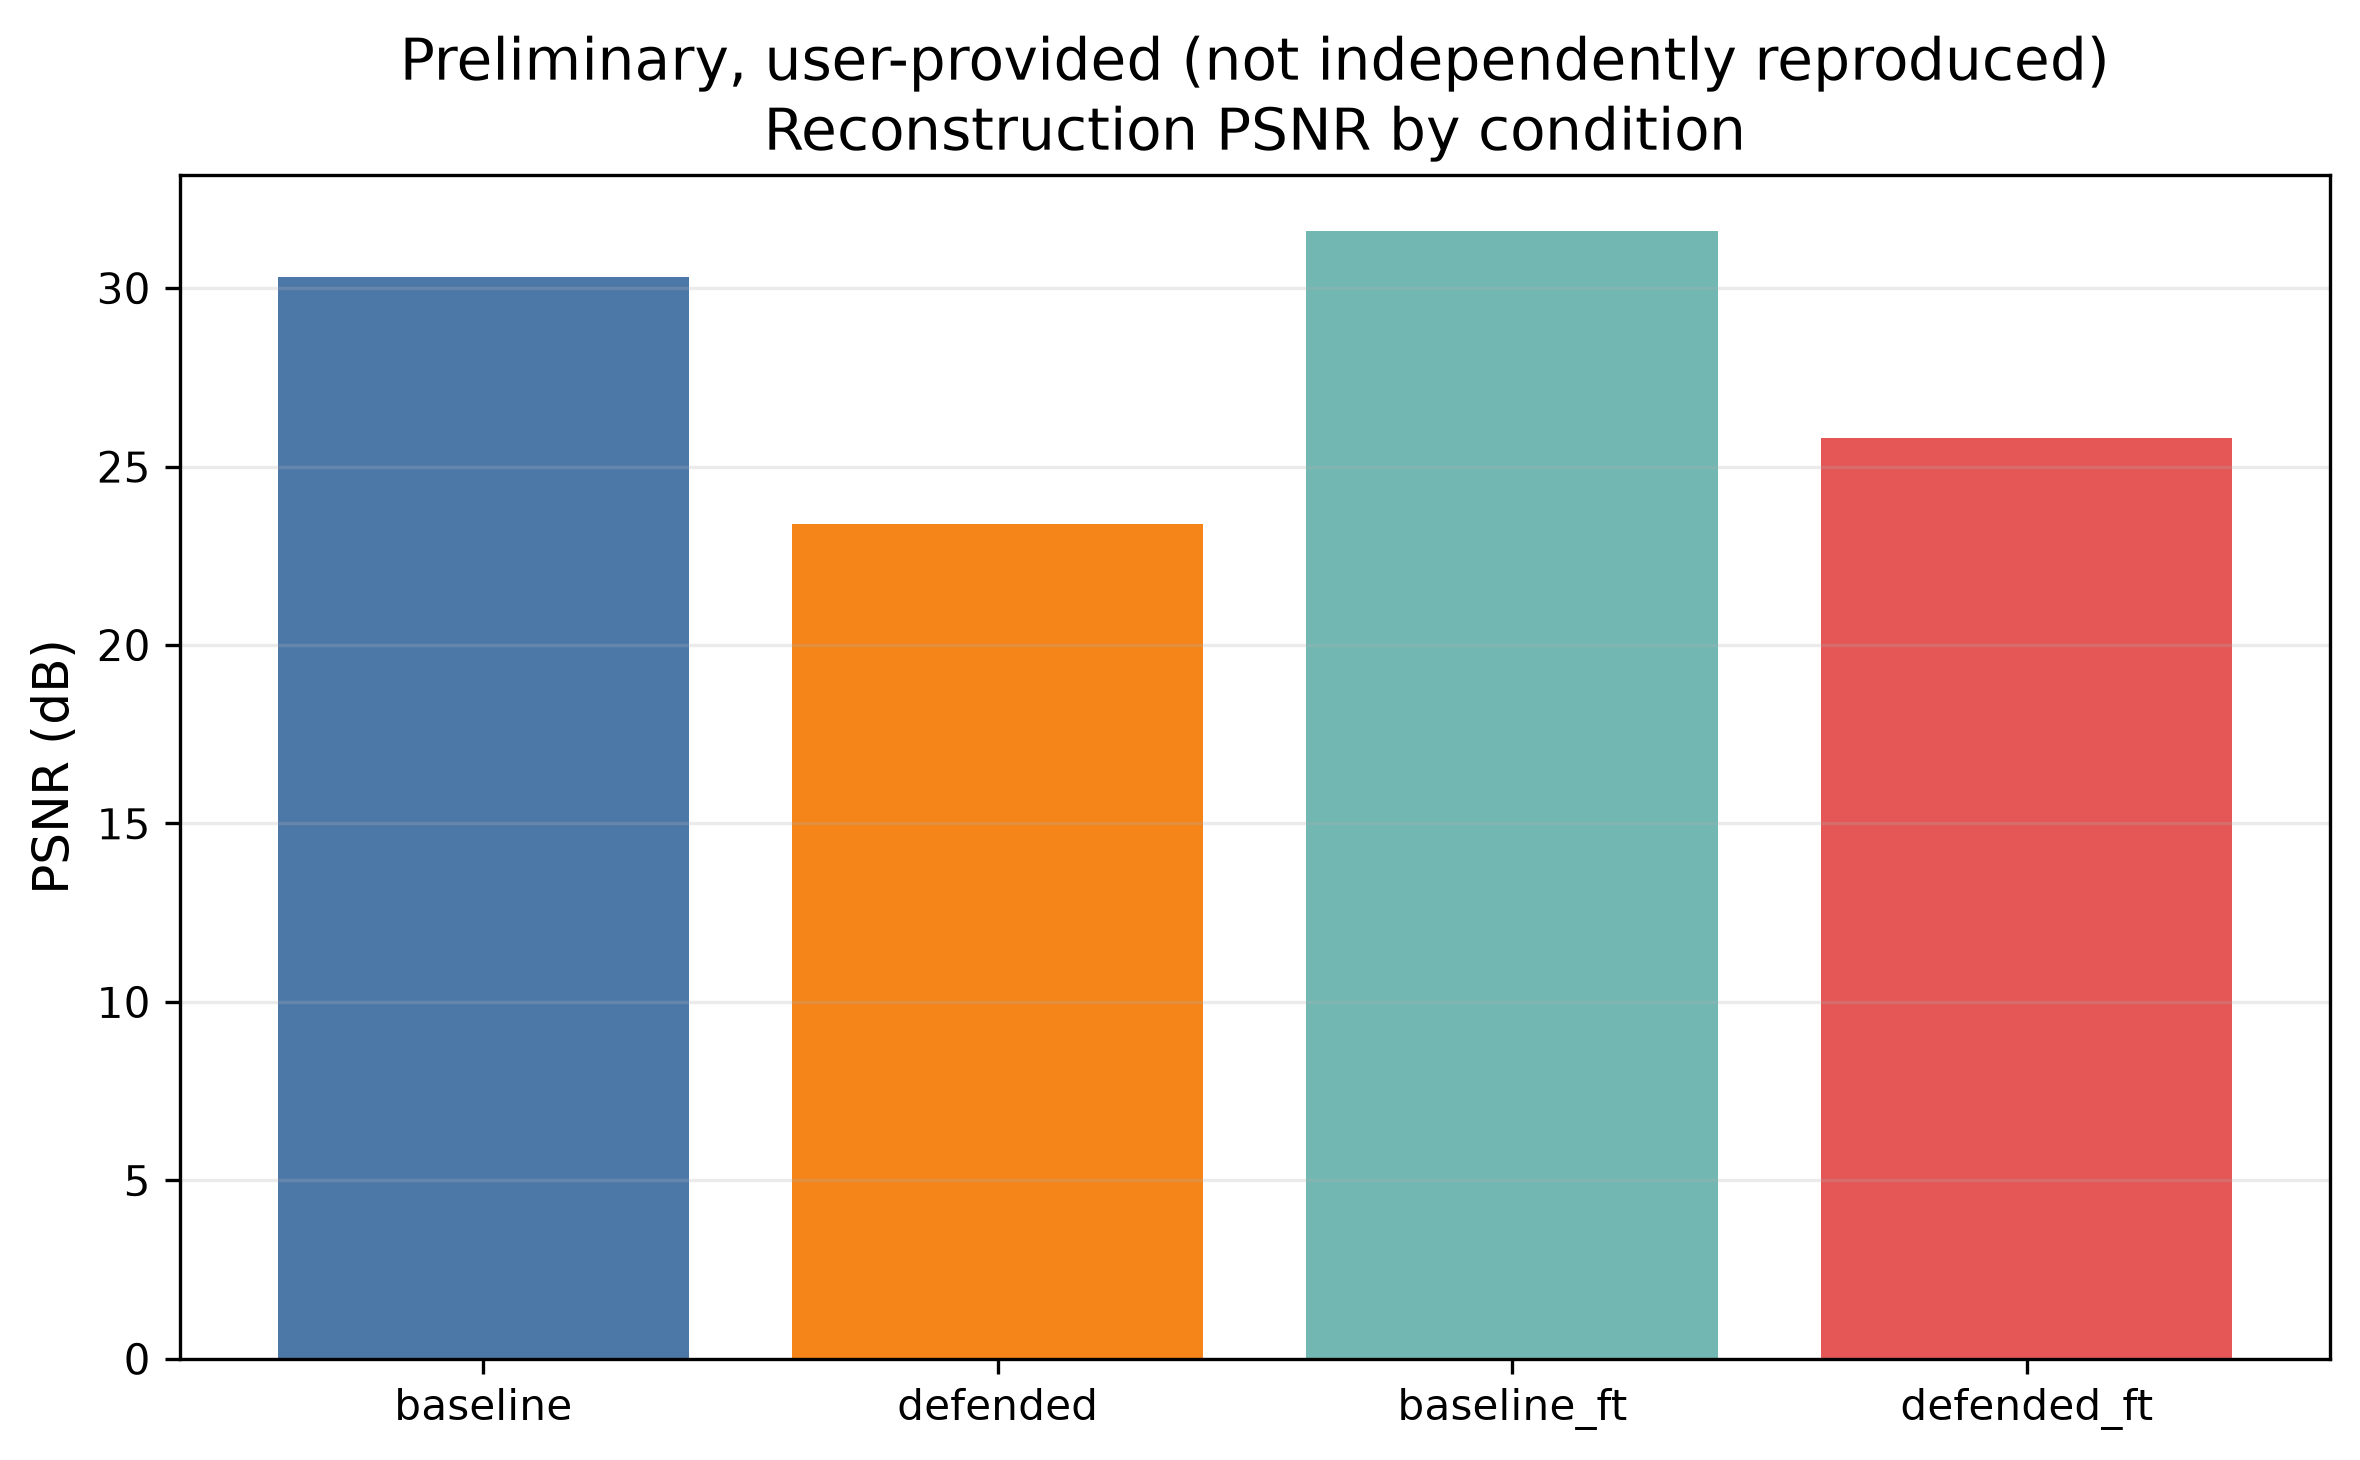 Preliminary, user-provided (not independently reproduced)
Reconstruction PSNR by condition
PSNR (dB)
30
25
20
15
10
5
0
baseline
defended
baseline_ft
defended_ft